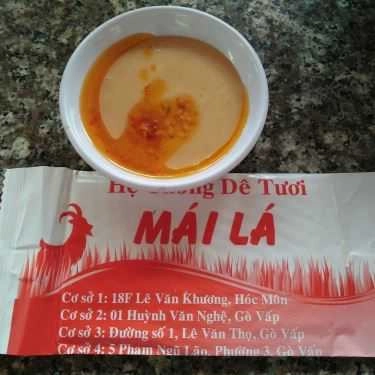 Hệ Thống Dê Tươi
MÁI LÁ
Cơ sở 1: 18F Lê Văn Khương, Hóc Môn
Cơ sở 2: 01 Huỳnh Văn Nghệ, Gò Vấp
Cơ sở 3: Đường số 1, Lê Văn Thọ, Gò Vấp
Cơ sở 4: 5 Phạm Ngũ Lão, Phường 3, Gò Vấp